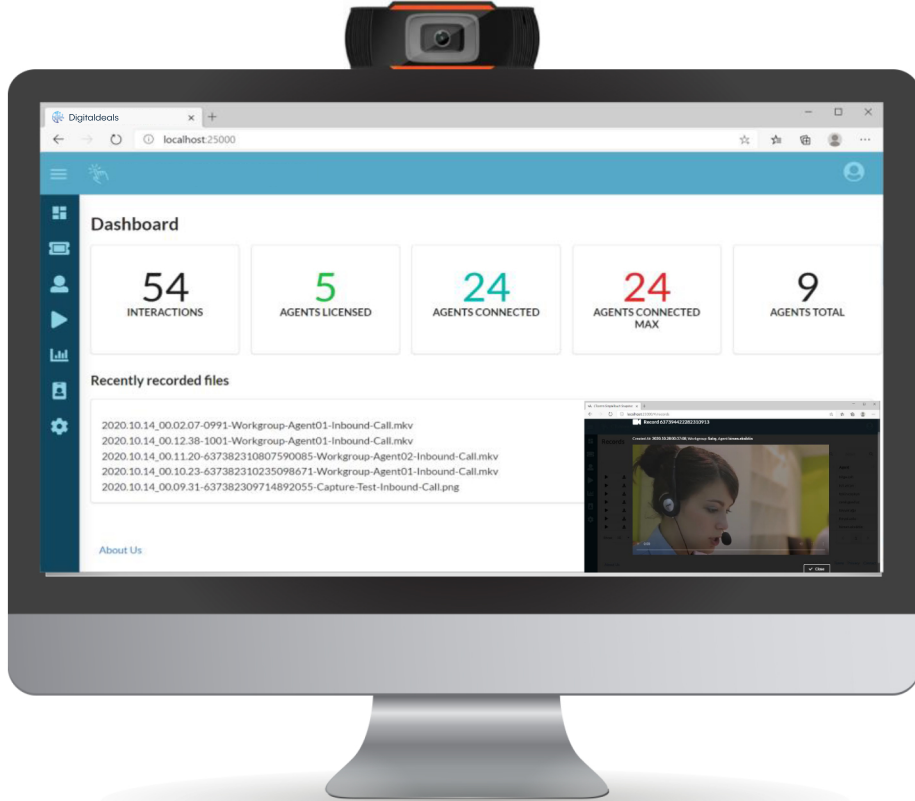 Digitaldeals
localhost:25000
Dashboard
54
INTERACTIONS
5
AGENTS LICENSED
24
AGENTS CONNECTED
24
AGENTS CONNECTED
MAX
9
AGENTS TOTAL
Recently recorded files
2020.10.14_00.02.07-0991-Workgroup-Agent01-Inbound-Call.mkv
2020.10.14_00.12.38-1001-Workgroup-Agent01-Inbound-Call.mkv
2020.10.14_00.11.20-637382310807590085-Workgroup-Agent02-Inbound-Call.mkv
2020.10.14_00.10.23-637382310235098671-Workgroup-Agent01-Inbound-Call.mkv
2020.10.14_00.09.31-637382309714892055-Capture-Test-Inbound-Call.png
About Us
Record 637394422282310913
Close